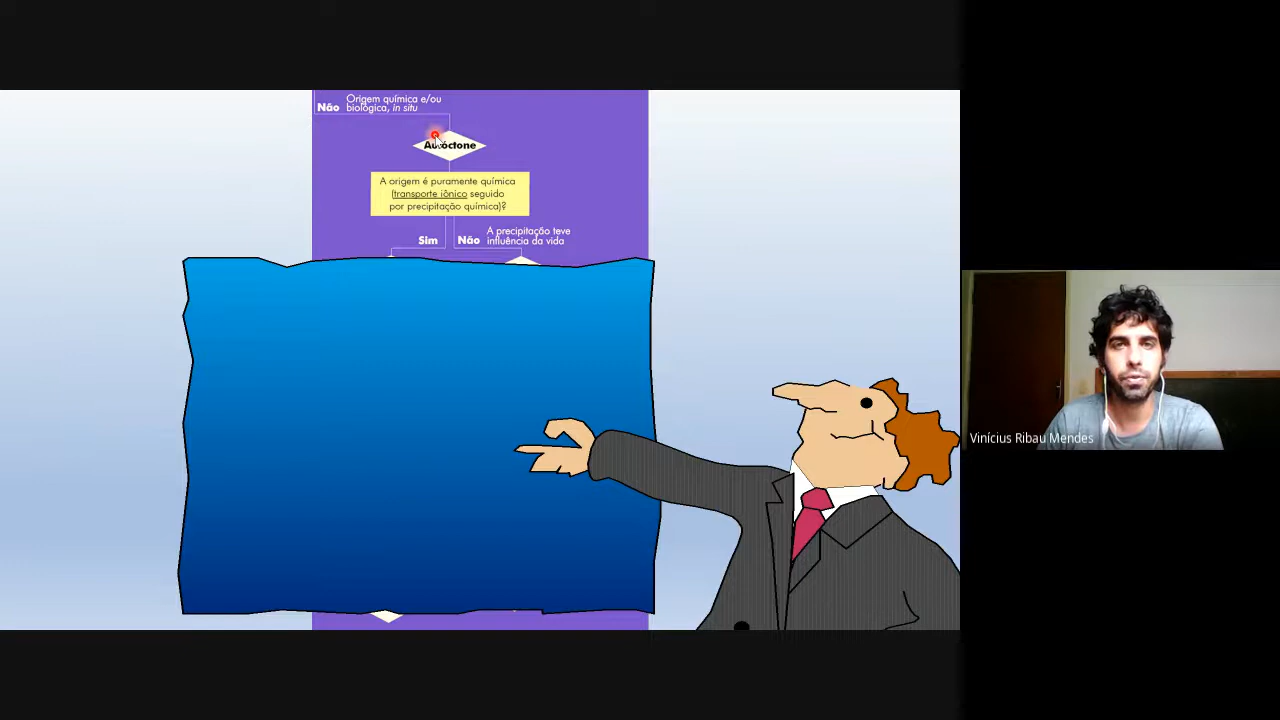 Origem química e/ou
Não biológica, in situ
Autóctone
A origem é puramente química
(transporte iônico seguido
por precipitação química)?
A precipitação teve
Sim Não influência da vida
Vinícius Ribau Mendes